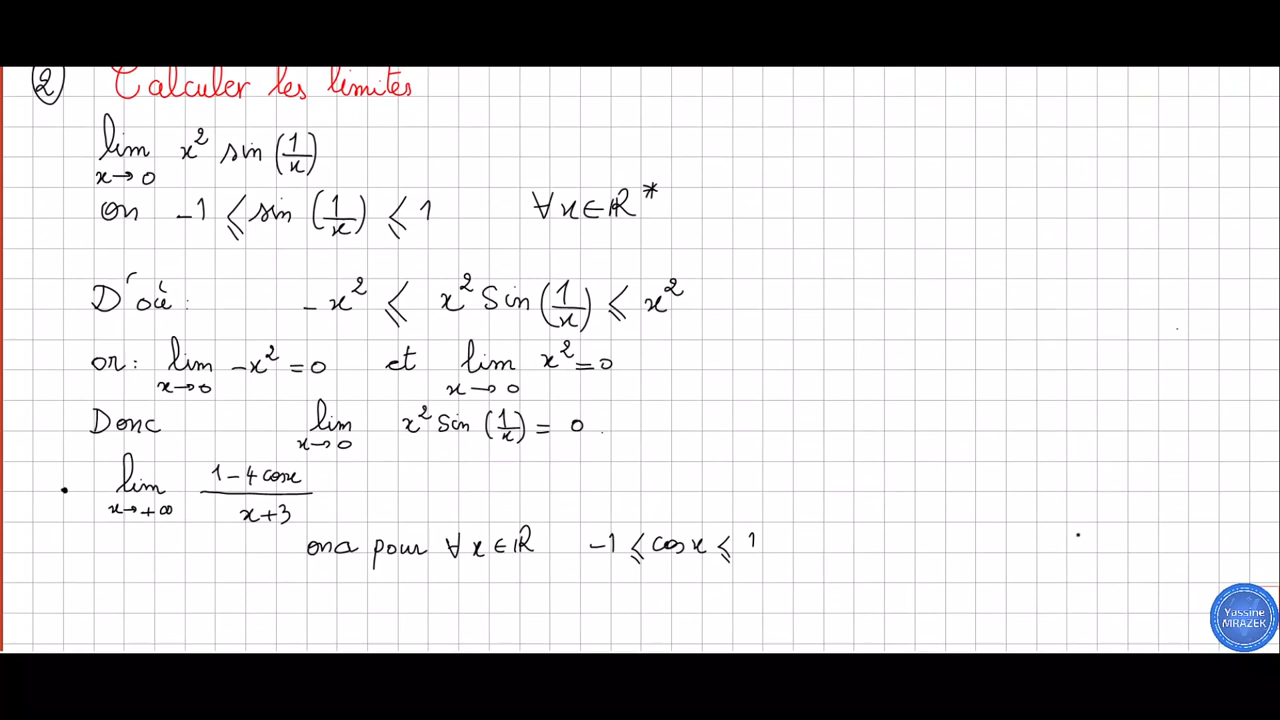 ② Calculer les limites
lim x→0 x² sin (1/x)
on -1 ⩽ sin (1/x) ⩽ 1 ∀x∈ℝ*
D'où : -x² ⩽ x² Sin (1/x) ⩽ x²
or : lim x→0 -x² = 0 et lim x→0 x² = 0
Donc lim x→0 x² Sin (1/x) = 0
• lim x→+∞ (1-4cosx)/(x+3)
ona pour ∀x∈ℝ -1 ⩽ cosx ⩽ 1
Yassine
MRAZEK